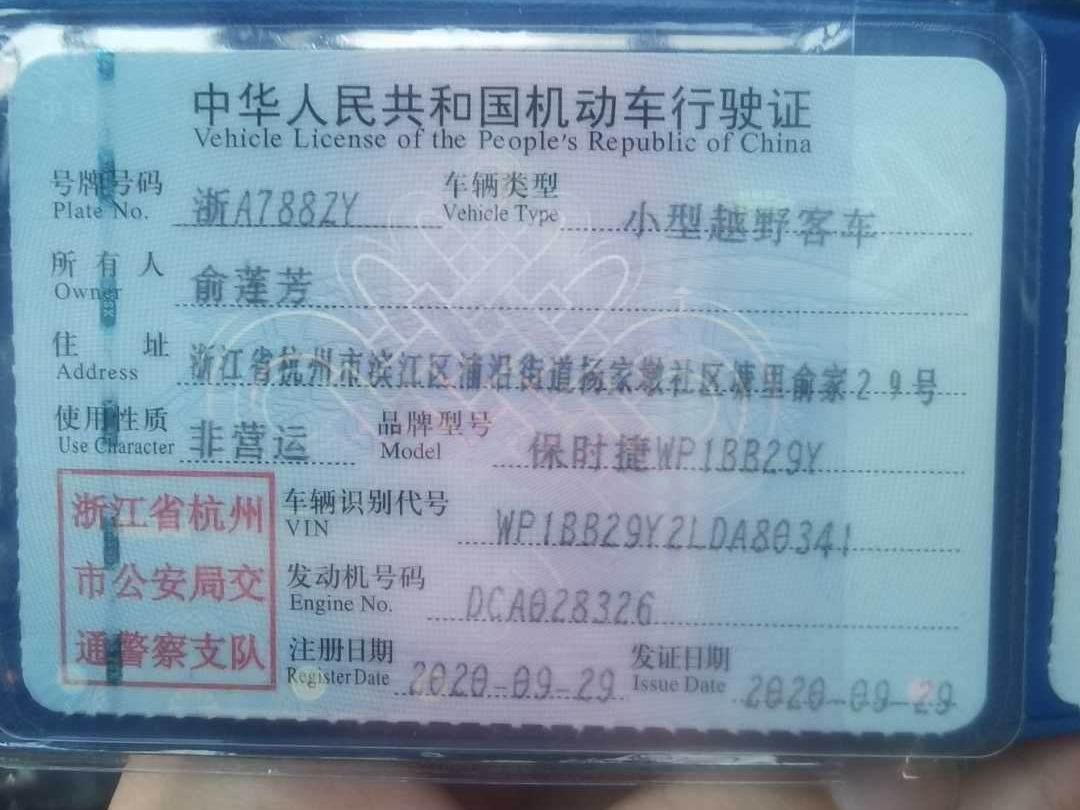 中华人民共和国机动车行驶证
Vehicle License of the People's Republic of China
号牌号码 浙A788ZY 车辆类型 小型越野客车
Plate No. Vehicle Type
所有人 俞莲芳
Owner
住址 浙江省杭州市滨江区浦沿街道杨家墩社区塘里俞家29号
Address
使用性质 非营运 品牌型号 保时捷WP1BB29Y
Use Character Model
浙江省杭州
市公安局交
通警察支队
车辆识别代号 WP1BB29Y2LDA80341
VIN
发动机号码 DCA028326
Engine No.
注册日期 2020-09-29 发证日期 2020-09-29
Register Date Issue Date